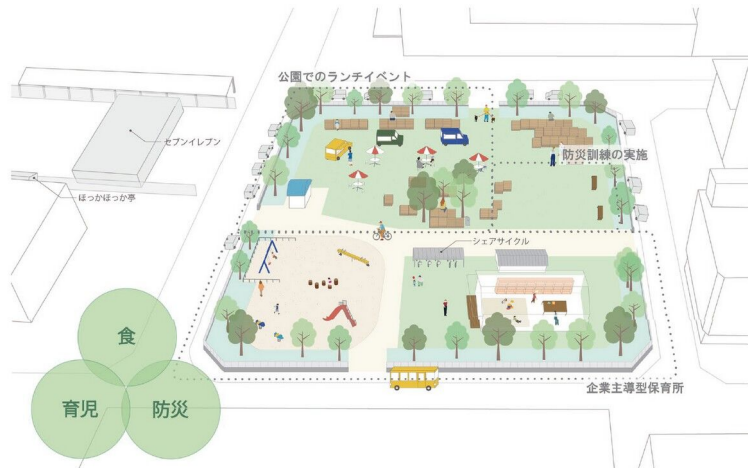 公園でのランチイベント
セブンイレブン
防災訓練の実施
ほっかほっか亭
シェアサイクル
食
育児
防災
企業主導型保育所